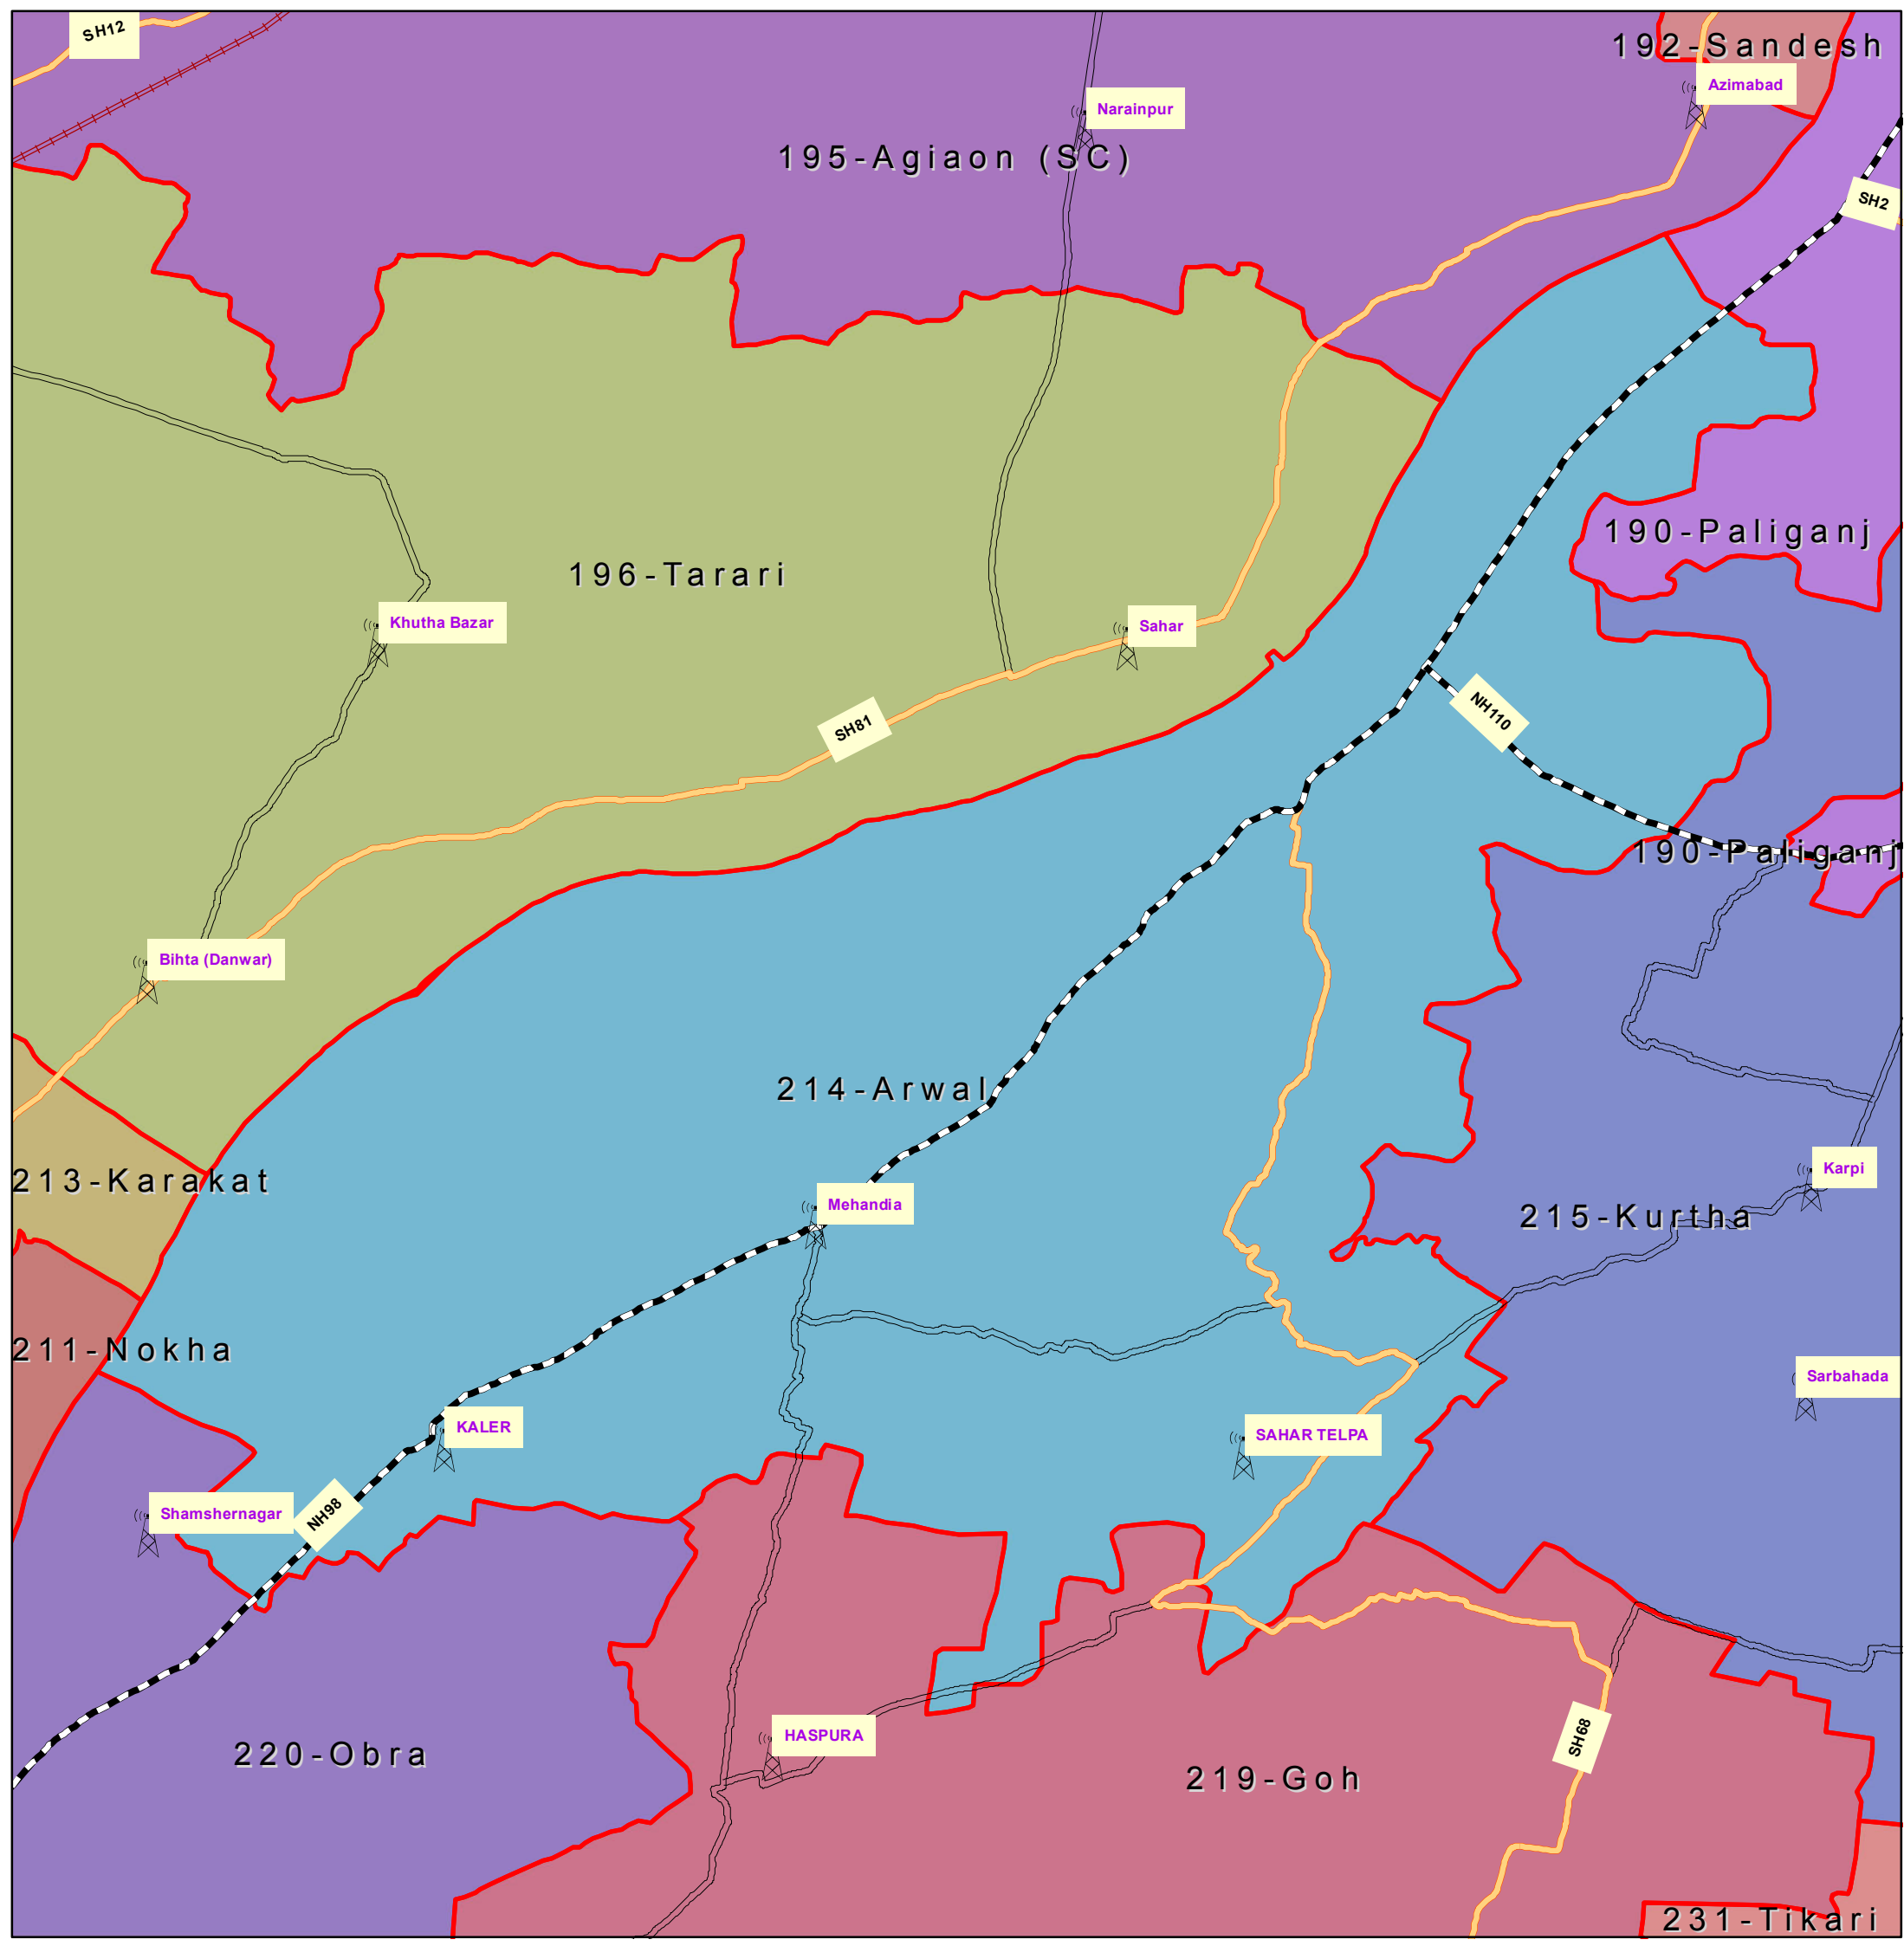 SH12
192-Sandesh
Azimabad
Narainpur
195-Agiaon (SC)
SH2
190-Paliganj
196-Tarari
Khutha Bazar
Sahar
NH110
SH81
190-Paliganj
Bihta (Danwar)
214-Arwal
Karpi
213-Karakat
Mehandia
215-Kurtha
211-Nokha
Sarbahada
KALER
SAHAR TELPA
Shamshernagar
NH98
HASPURA
SH68
220-Obra
219-Goh
231-Tikari